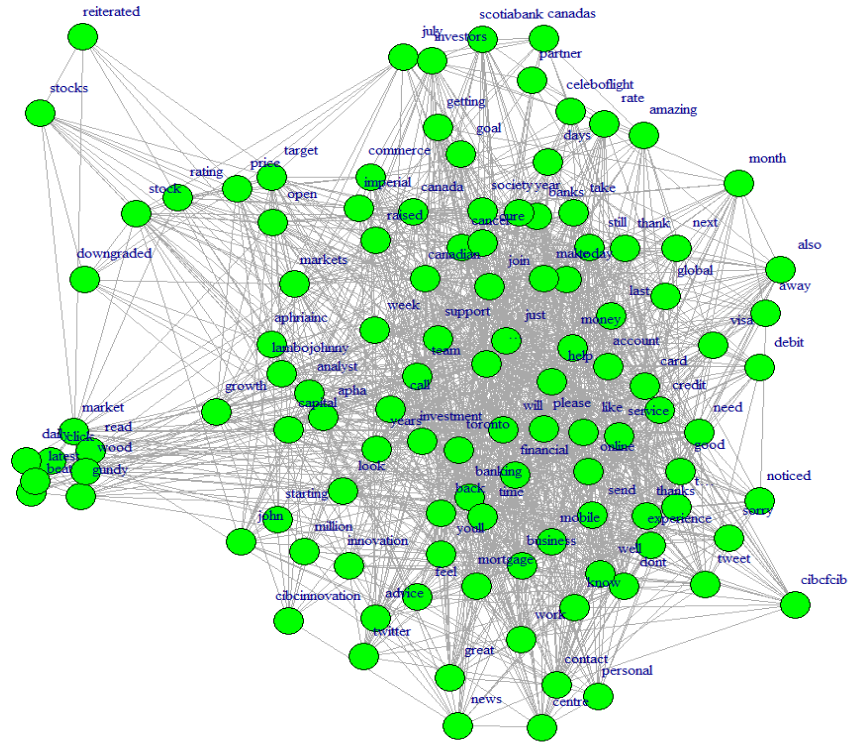 reiterated
scotiabank
canadas
july
investors
partner
stocks
celeboflight
rate
getting
amazing
goal
days
commerce
target
price
rating
month
stock
imperial
canada
society
year
banks
take
open
raised
cancer
cure
still
thank
next
downgraded
markets
canadian
join
make
today
global
also
last
away
week
support
just
money
visa
aphriainc
...
account
debit
lambojohnny
team
help
card
analyst
growth
apha
call
credit
capital
market
years
investment
will
please
like
service
need
read
daily
click
toronto
good
wood
latest
look
financial
online
beat
gundy
banking
t...
noticed
starting
back
time
send
thanks
sorry
john
million
youll
mobile
experience
innovation
business
well
tweet
feel
mortgage
dont
cibcfcib
cibcinnovation
advice
know
work
twitter
great
contact
personal
news
centre